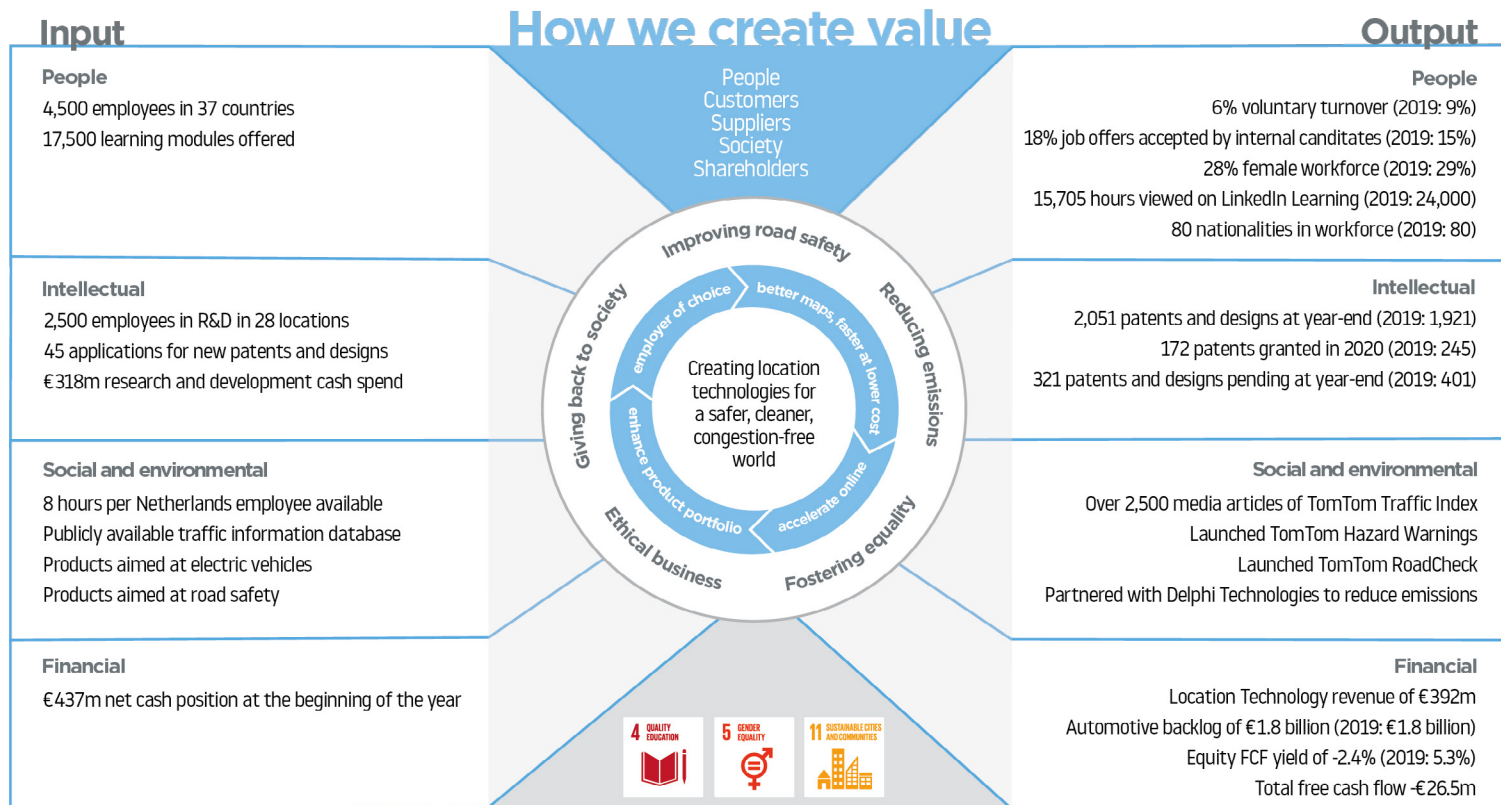 Input
How we create value
Output
People
4,500 employees in 37 countries
17,500 learning modules offered
Intellectual
2,500 employees in R&D in 28 locations
45 applications for new patents and designs
€318m research and development cash spend
Social and environmental
8 hours per Netherlands employee available
Publicly available traffic information database
Products aimed at electric vehicles
Products aimed at road safety
Financial
€437m net cash position at the beginning of the year
People
Customers
Suppliers
Society
Shareholders
Improving road safety
Reducing emissions
Fostering equality
Ethical business
Giving back to society
employer of choice
better maps, faster at lower cost
accelerate online
enhance product portfolio
Creating location
technologies for
a safer, cleaner,
congestion-free
world
4 QUALITY
EDUCATION
5 GENDER
EQUALITY
11 SUSTAINABLE CITIES
AND COMMUNITIES
People
6% voluntary turnover (2019: 9%)
18% job offers accepted by internal canditates (2019: 15%)
28% female workforce (2019: 29%)
15,705 hours viewed on LinkedIn Learning (2019: 24,000)
80 nationalities in workforce (2019: 80)
Intellectual
2,051 patents and designs at year-end (2019: 1,921)
172 patents granted in 2020 (2019: 245)
321 patents and designs pending at year-end (2019: 401)
Social and environmental
Over 2,500 media articles of TomTom Traffic Index
Launched TomTom Hazard Warnings
Launched TomTom RoadCheck
Partnered with Delphi Technologies to reduce emissions
Financial
Location Technology revenue of €392m
Automotive backlog of €1.8 billion (2019: €1.8 billion)
Equity FCF yield of -2.4% (2019: 5.3%)
Total free cash flow -€26.5m